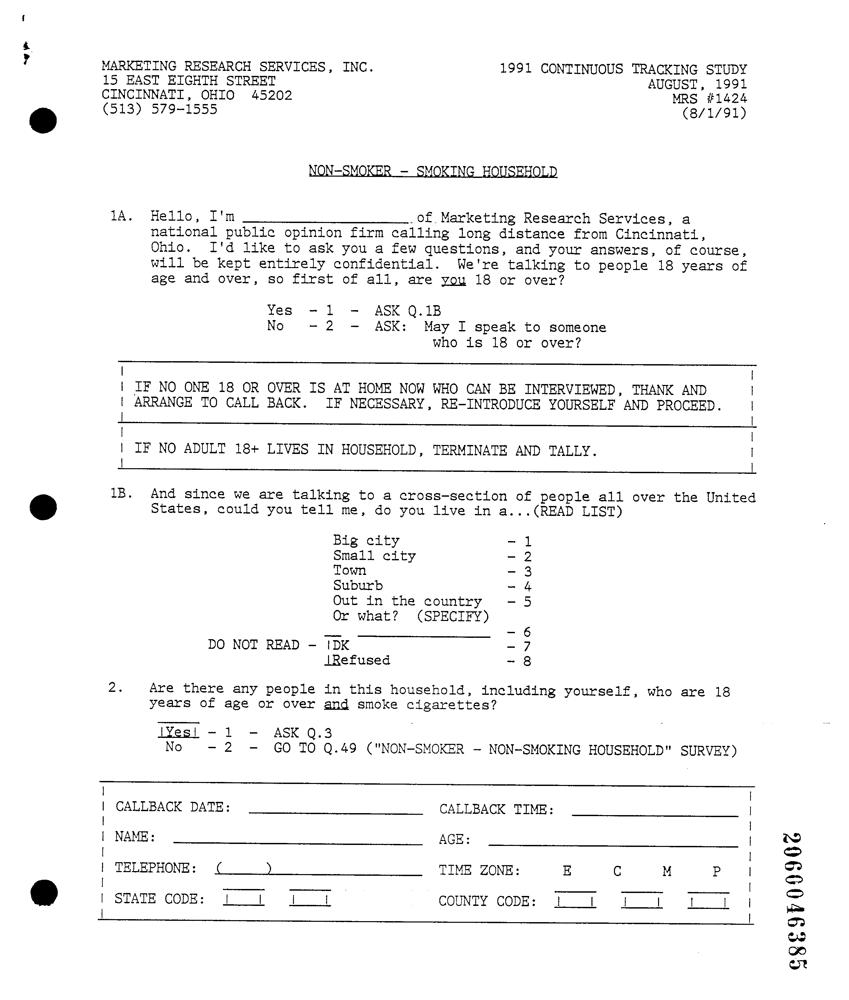 MARKETING RESEARCH SERVICES, INC.
15 EAST EIGHTH STREET
CINCINNATI, OHIO 45202
(513) 579-1555
1991 CONTINUOUS TRACKING STUDY
AUGUST, 1991
MRS #1424
(8/1/91)
NON-SMOKER - SMOKING HOUSEHOLD
1A. Hello, I'm ____________________ of Marketing Research Services, a
national public opinion firm calling long distance from Cincinnati,
Ohio. I'd like to ask you a few questions, and your answers, of course,
will be kept entirely confidential. We're talking to people 18 years of
age and over, so first of all, are you 18 or over?
Yes - 1 - ASK Q.1B
No - 2 - ASK: May I speak to someone
who is 18 or over?
IF NO ONE 18 OR OVER IS AT HOME NOW WHO CAN BE INTERVIEWED, THANK AND
ARRANGE TO CALL BACK. IF NECESSARY, RE-INTRODUCE YOURSELF AND PROCEED.
IF NO ADULT 18+ LIVES IN HOUSEHOLD, TERMINATE AND TALLY.
1B. And since we are talking to a cross-section of people all over the United
States, could you tell me, do you live in a...(READ LIST)
Big city - 1
Small city - 2
Town - 3
Suburb - 4
Out in the country - 5
Or what? (SPECIFY)
________________ - 6
DO NOT READ - DK - 7
Refused - 8
2. Are there any people in this household, including yourself, who are 18
years of age or over and smoke cigarettes?
Yes - 1 - ASK Q.3
No - 2 - GO TO Q.49 ("NON-SMOKER - NON-SMOKING HOUSEHOLD" SURVEY)
CALLBACK DATE: ____________________ CALLBACK TIME: ____________________
NAME: ____________________ AGE: ____________________
TELEPHONE: (____)____________________ TIME ZONE: E C M P
STATE CODE: COUNTY CODE:
2060046385